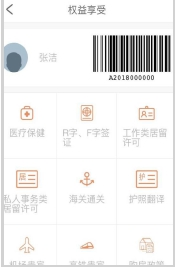 权益享受
张洁
A2018000000
医疗保健
R字、F字签
证
工作类居留
许可
私人事务类
居留许可
海关通关
护照翻译